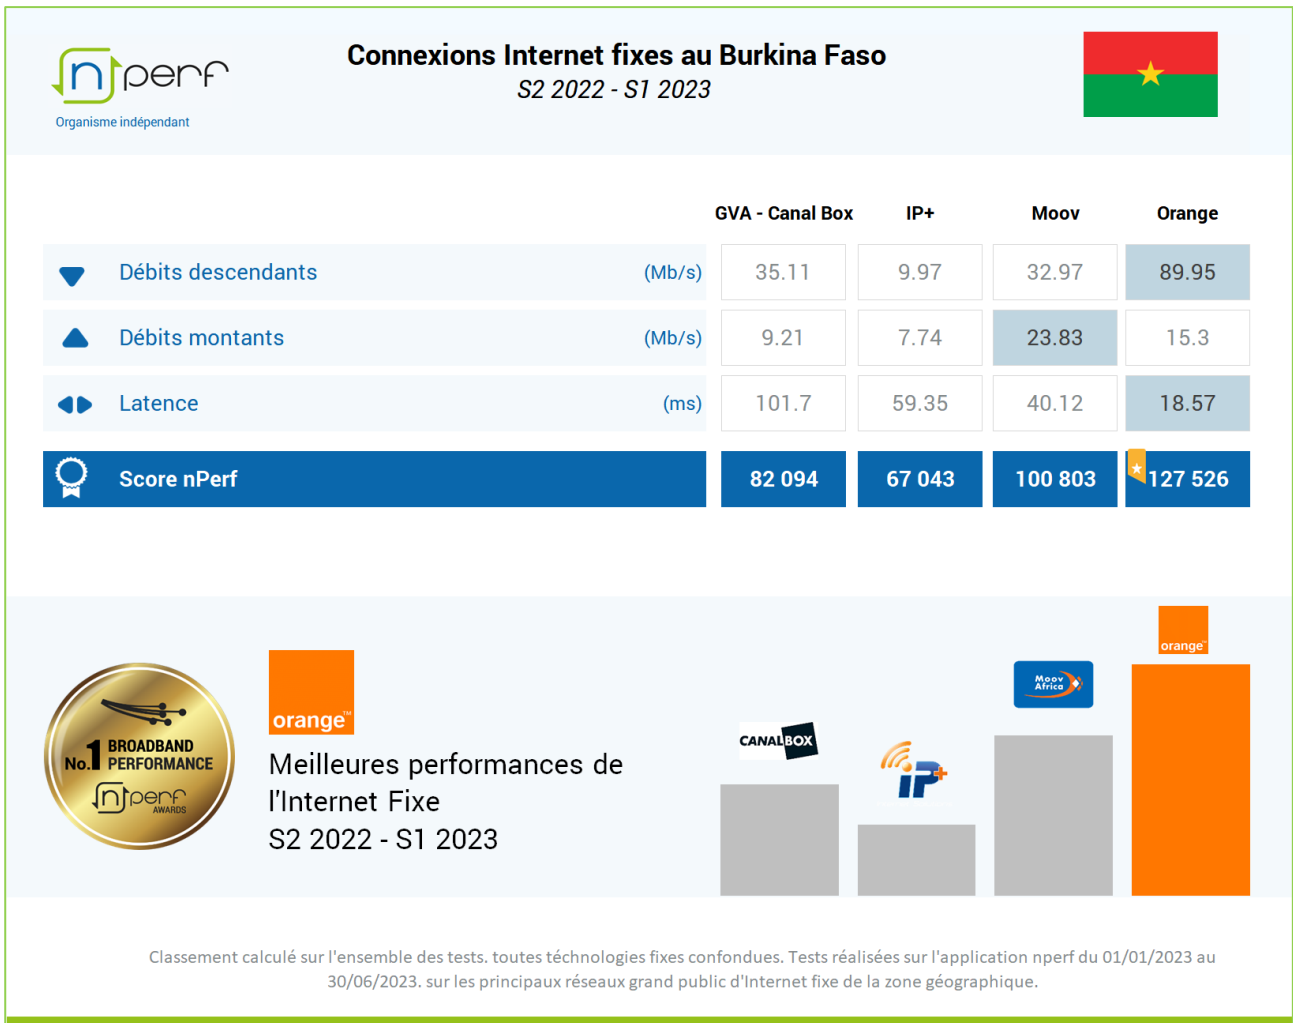 nperf
Organisme indépendant
Connexions Internet fixes au Burkina Faso
S2 2022 - S1 2023
GVA - Canal Box IP+ Moov Orange
Débits descendants (Mb/s) 35.11 9.97 32.97 89.95
Débits montants (Mb/s) 9.21 7.74 23.83 15.3
Latence (ms) 101.7 59.35 40.12 18.57
Score nPerf 82 094 67 043 100 803 127 526
No.1 BROADBAND
PERFORMANCE
nperf
AWARDS
orange™
Meilleures performances de
l'Internet Fixe
S2 2022 - S1 2023
CANALBOX
iP+
Moov
Africa
orange™
Classement calculé sur l'ensemble des tests. toutes téchnologies fixes confondues. Tests réalisées sur l'application nperf du 01/01/2023 au
30/06/2023. sur les principaux réseaux grand public d'Internet fixe de la zone géographique.